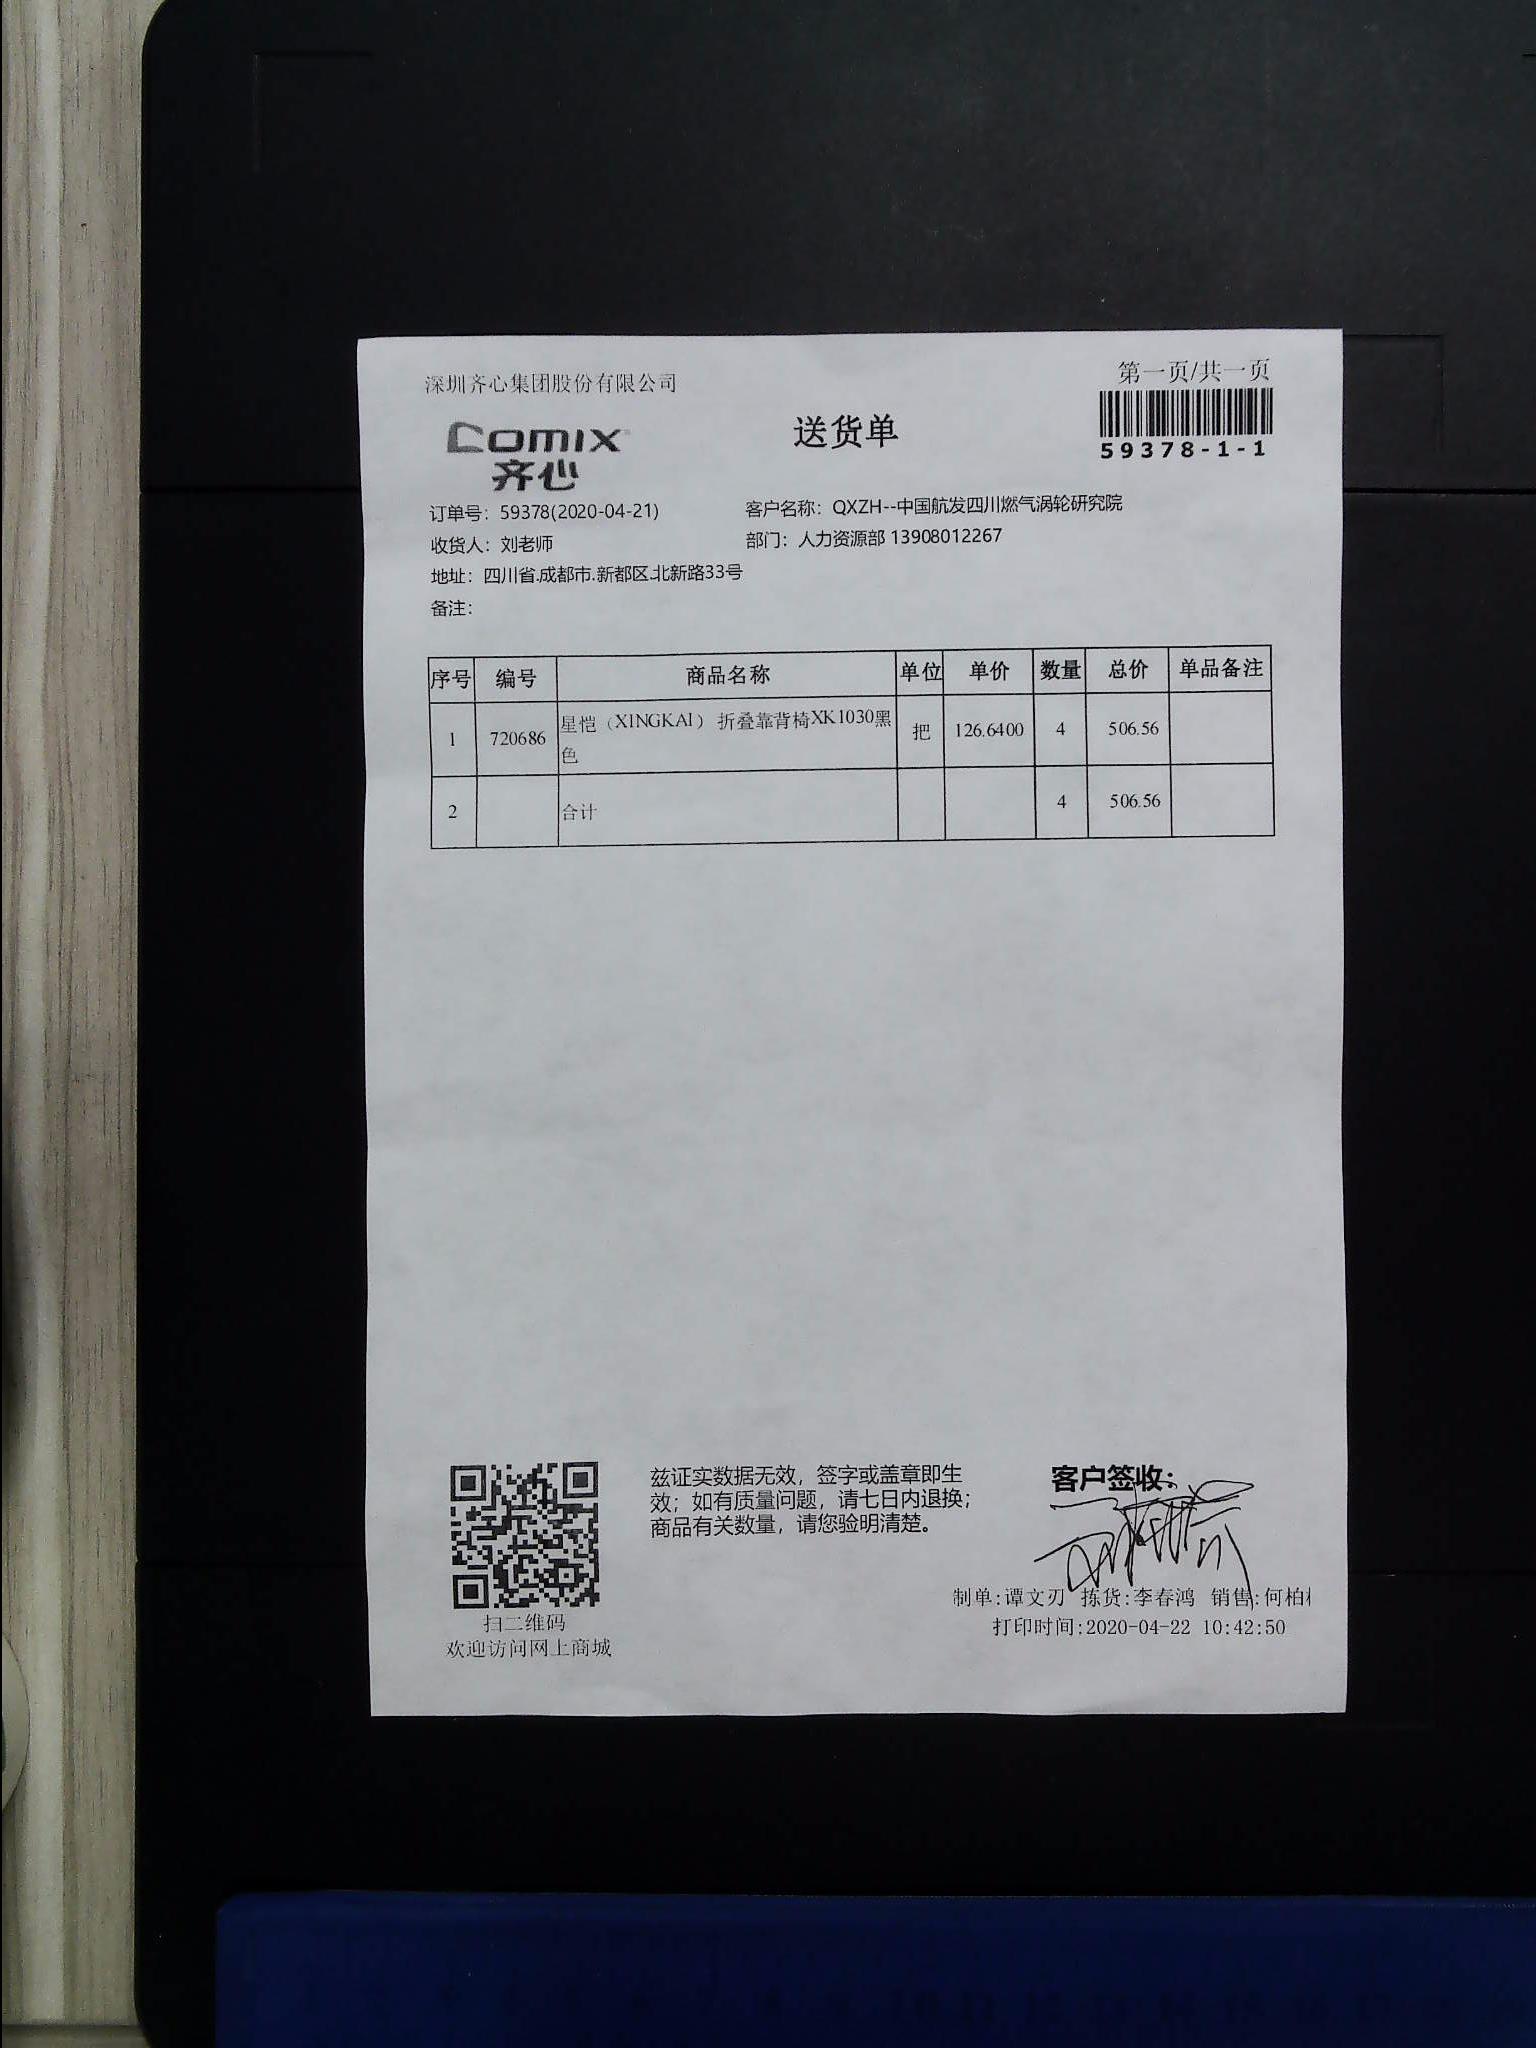 深圳齐心集团股份有限公司
第一页/共一页
COMIX
齐心
送货单
59378-1-1
订单号：59378(2020-04-21)
客户名称：QXZH--中国航发四川燃气涡轮研究院
收货人：刘老师
部门：人力资源部 13908012267
地址：四川省.成都市.新都区.北新路33号
备注：
序号 编号 商品名称 单位 单价 数量 总价 单品备注
1 720686 星恺（XINGKAI） 折叠靠背椅XK1030黑色 把 126.6400 4 506.56
2 合计 4 506.56
兹证实数据无效，签字或盖章即生
效；如有质量问题，请七日内退换；
商品有关数量，请您验明清楚。
客户签收：
制单:谭文刃 拣货:李春鸿 销售:何柏
打印时间:2020-04-22 10:42:50
扫二维码
欢迎访问网上商城